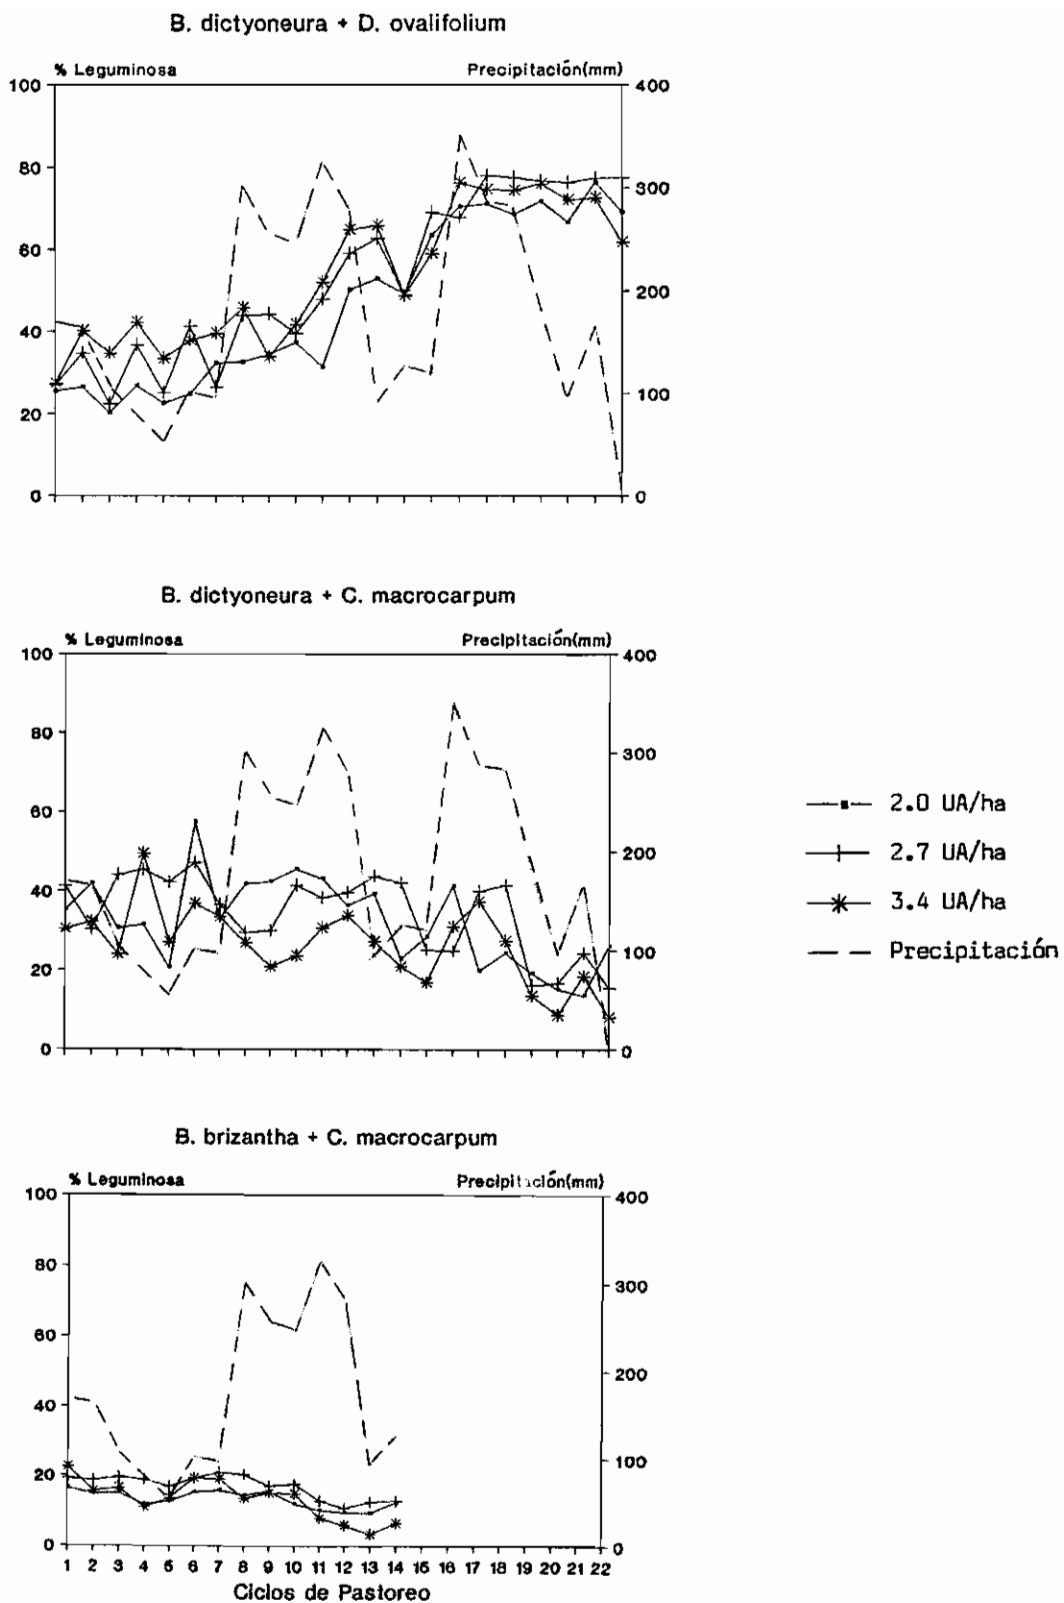 B. dictyoneura + D. ovalifolium
% Leguminosa Precipitación(mm)
100 400
80 300
60
200
40
100
20
0 0
B. dictyoneura + C. macrocarpum
% Leguminosa Precipitación(mm)
100 400
80 300
60
200
40
100
20
0 0
2.0 UA/ha
2.7 UA/ha
3.4 UA/ha
Precipitación
B. brizantha + C. macrocarpum
% Leguminosa Precipitación(mm)
100 400
80 300
60
200
40
100
20
0 0
1 2 3 4 5 6 7 8 9 10 11 12 13 14 15 16 17 18 19 20 21 22
Ciclos de Pastoreo